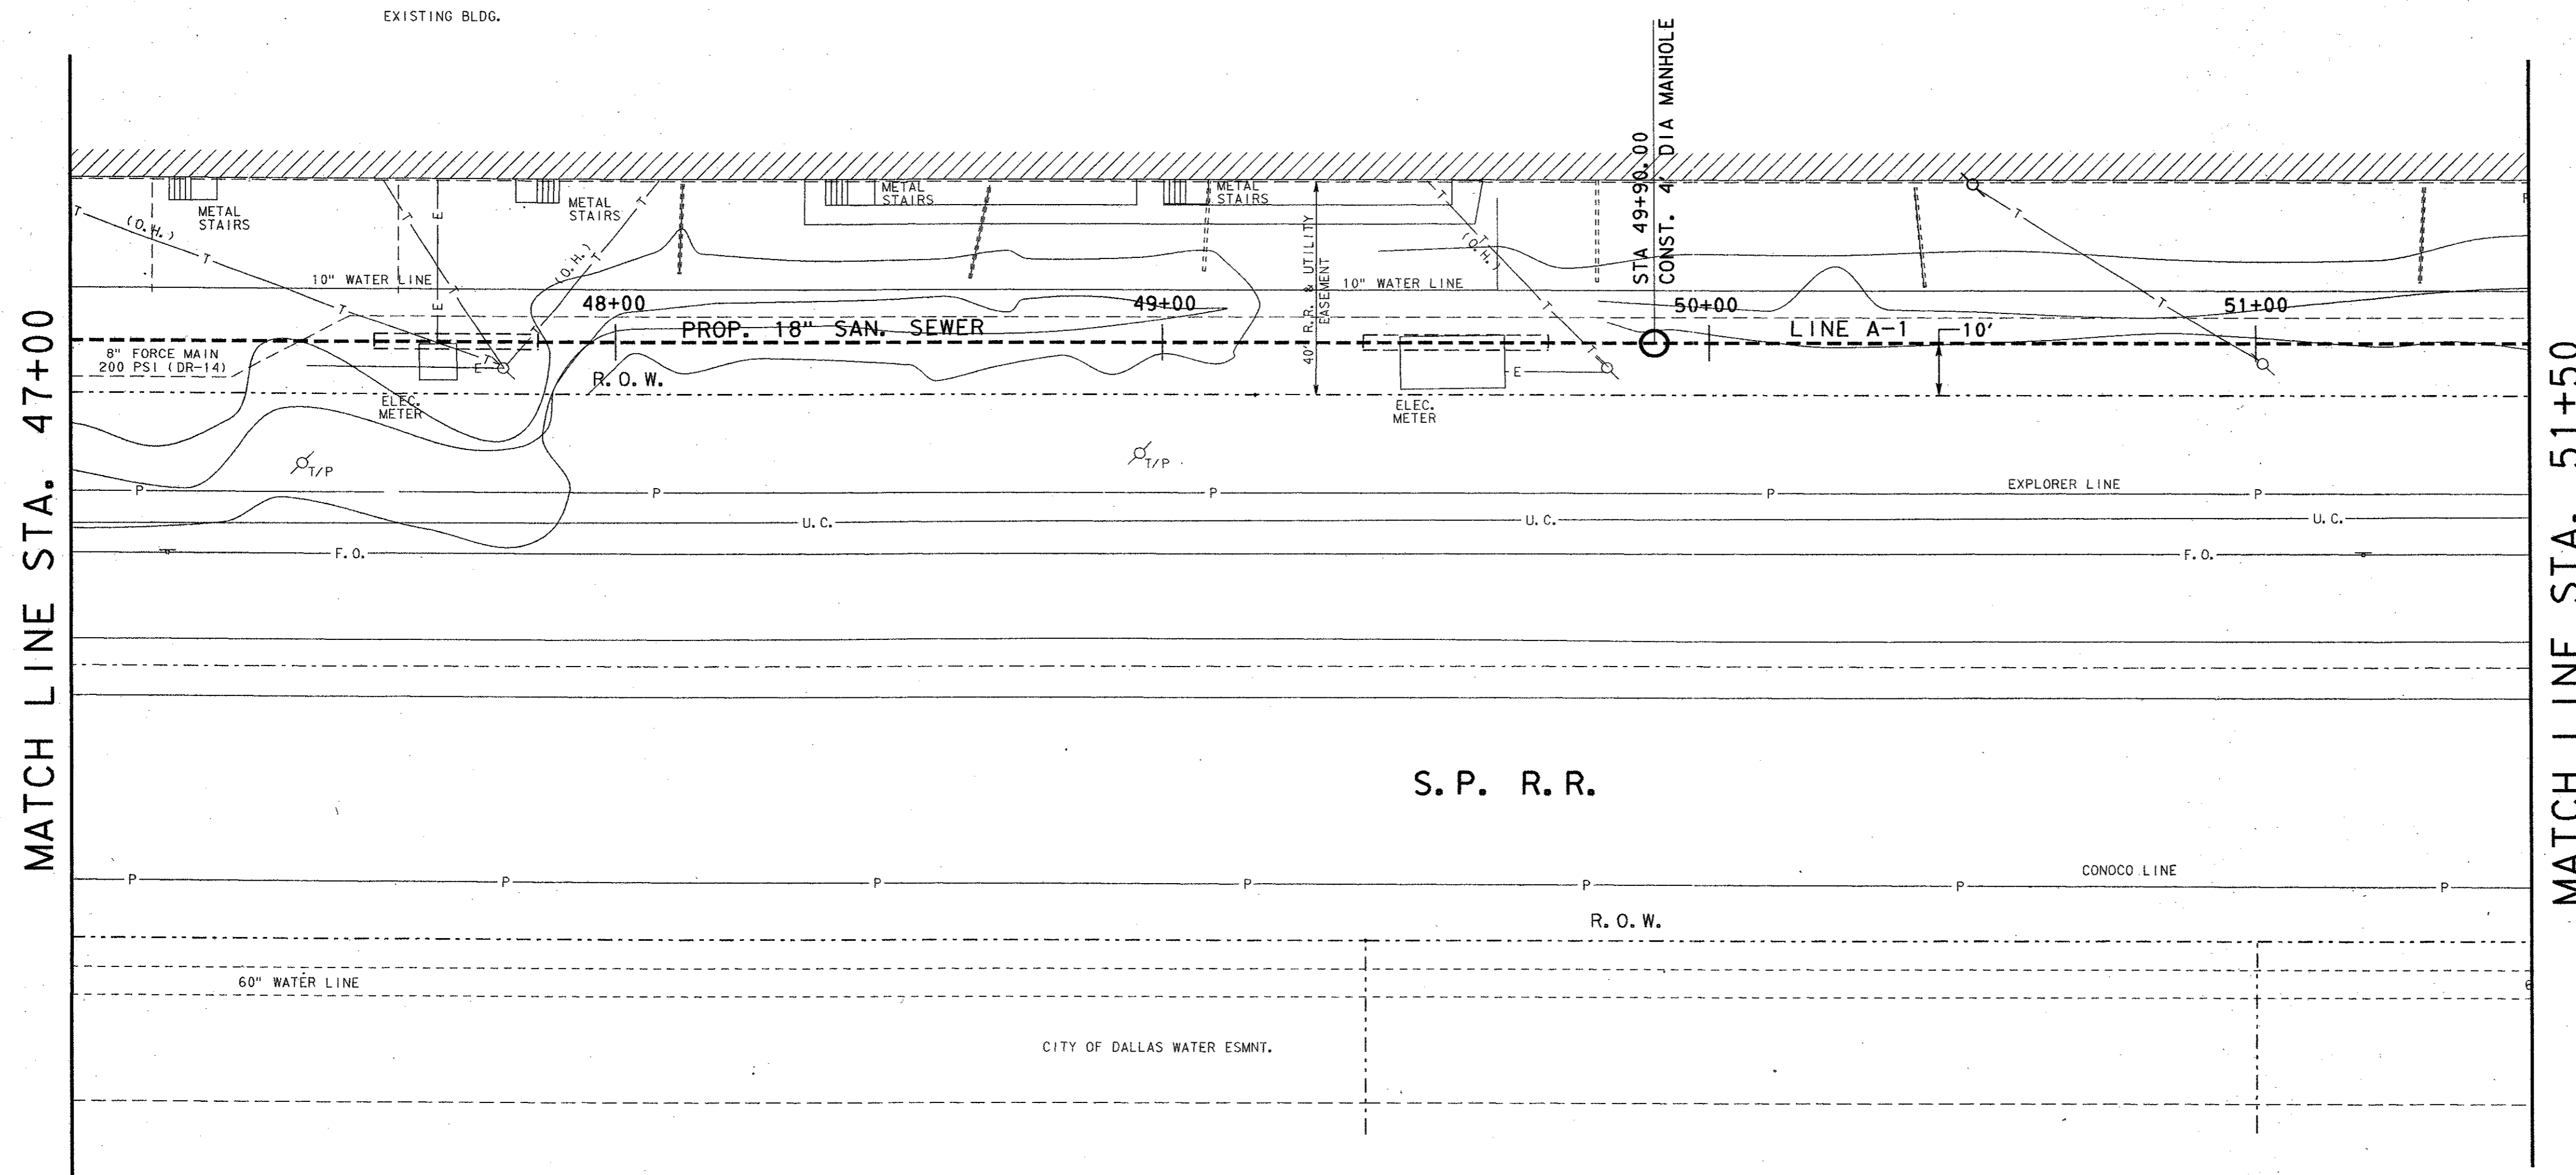 EXISTING BLDG.
MATCH LINE STA. 47+00
MATCH LINE STA. 51+50
STA 49+90.00
CONST. 4' DIA MANHOLE
METAL
STAIRS
METAL
STAIRS
METAL
STAIRS
METAL
STAIRS
T
(O.H.)
T
T
T
T
T
E
E
E
T
T
(O.H.)
T
T
(O.H.)
T
T
T
T
T
10" WATER LINE
10" WATER LINE
40' R.R. & UTILITY
EASEMENT
48+00
49+00
50+00
51+00
PROP. 18" SAN. SEWER
LINE A-1
10'
8" FORCE MAIN
200 PSI (DR-14)
R.O.W.
E
ELEC.
METER
ELEC.
METER
T/P
T/P
P
P
P
P
EXPLORER LINE
P
U.C.
U.C.
U.C.
F.O.
F.O.
S.P. R.R.
P
P
P
P
P
P
CONOCO LINE
P
R.O.W.
60" WATER LINE
CITY OF DALLAS WATER ESMNT.